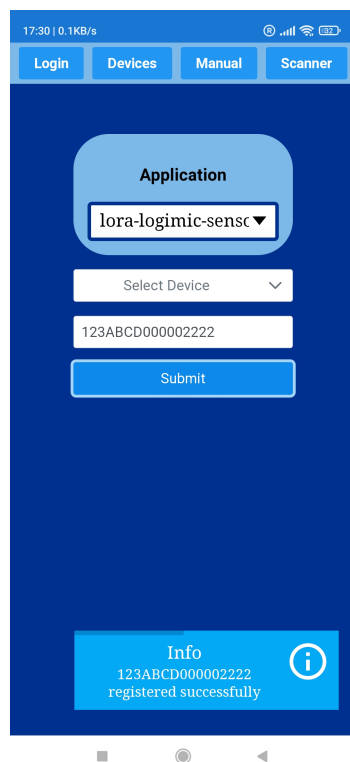 17:30 | 0.1KB/s
R
32
Login Devices Manual Scanner
Application
lora-logimic-sens
Select Device
123ABCD000002222
Submit
Info
123ABCD000002222
registered successfully